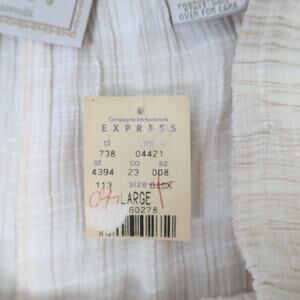 OVER FOR CARE
Compagnie Internationale
EXPRESS
cl
738 04421
st co sz
4394 23 008
113 size
LARGE
60278